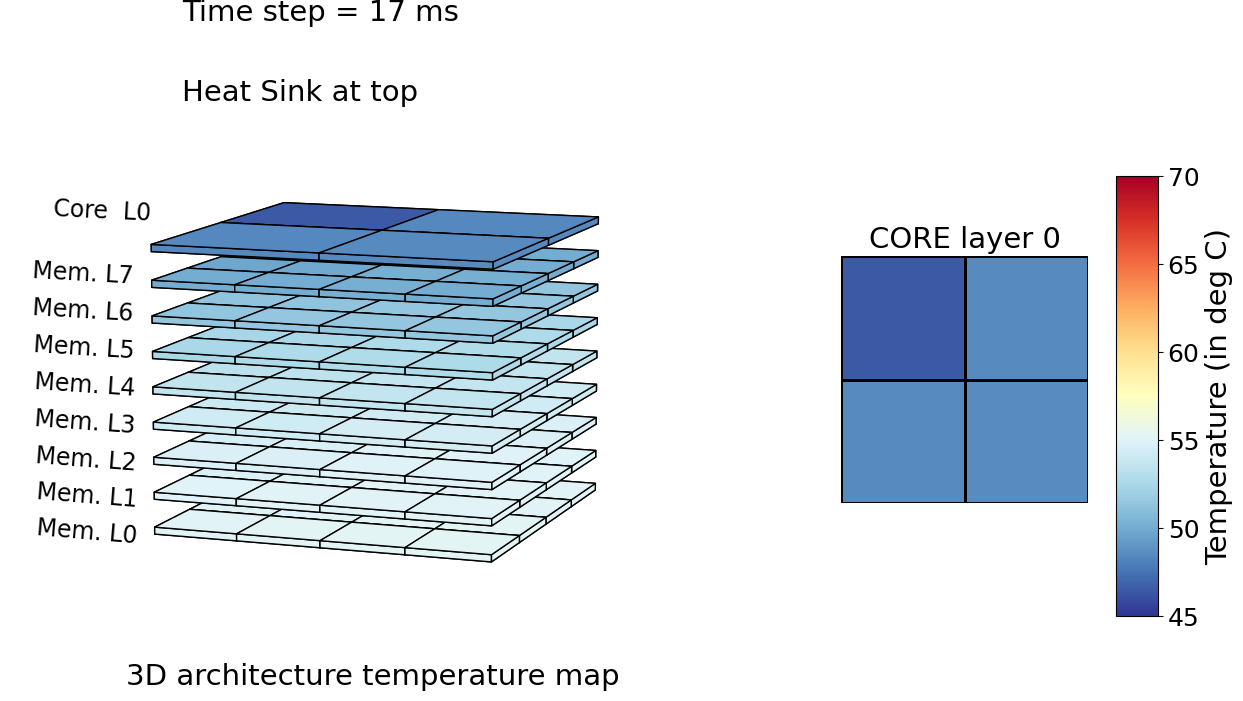 Time step = 17 ms
Heat Sink at top
Core  L0
Mem. L7
Mem. L6
Mem. L5
Mem. L4
Mem. L3
Mem. L2
Mem. L1
Mem. L0
3D architecture temperature map
CORE layer 0
70
65
60
55
50
45
Temperature (in deg C)